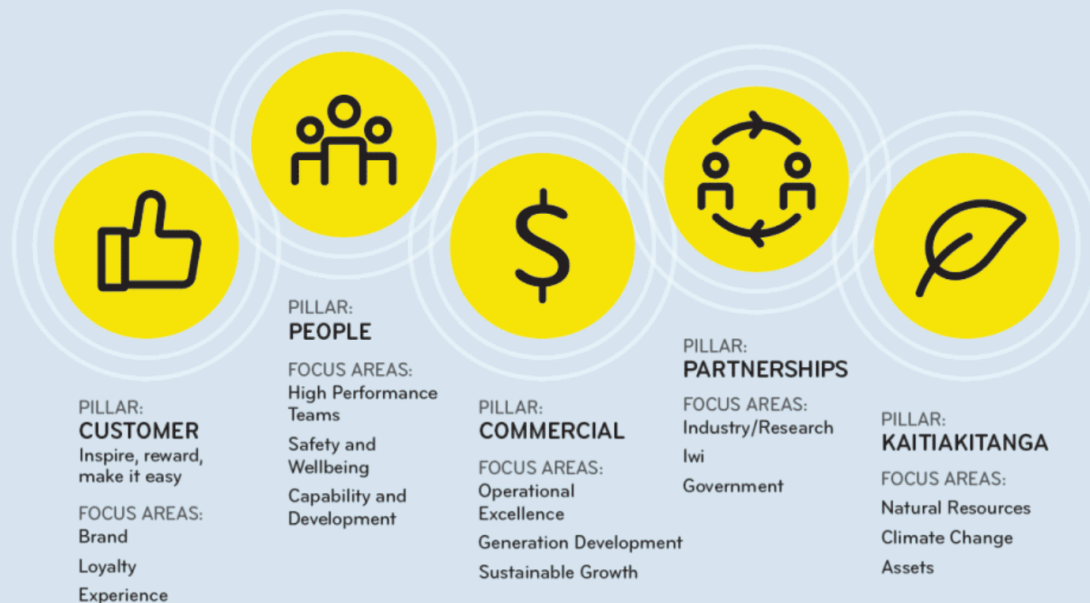 PILLAR:
CUSTOMER
Inspire, reward,
make it easy
FOCUS AREAS:
Brand
Loyalty
Experience
PILLAR:
PEOPLE
FOCUS AREAS:
High Performance
Teams
Safety and
Wellbeing
Capability and
Development
$
PILLAR:
COMMERCIAL
FOCUS AREAS:
Operational
Excellence
Generation Development
Sustainable Growth
PILLAR:
PARTNERSHIPS
FOCUS AREAS:
Industry/Research
Iwi
Government
PILLAR:
KAITIAKITANGA
FOCUS AREAS:
Natural Resources
Climate Change
Assets